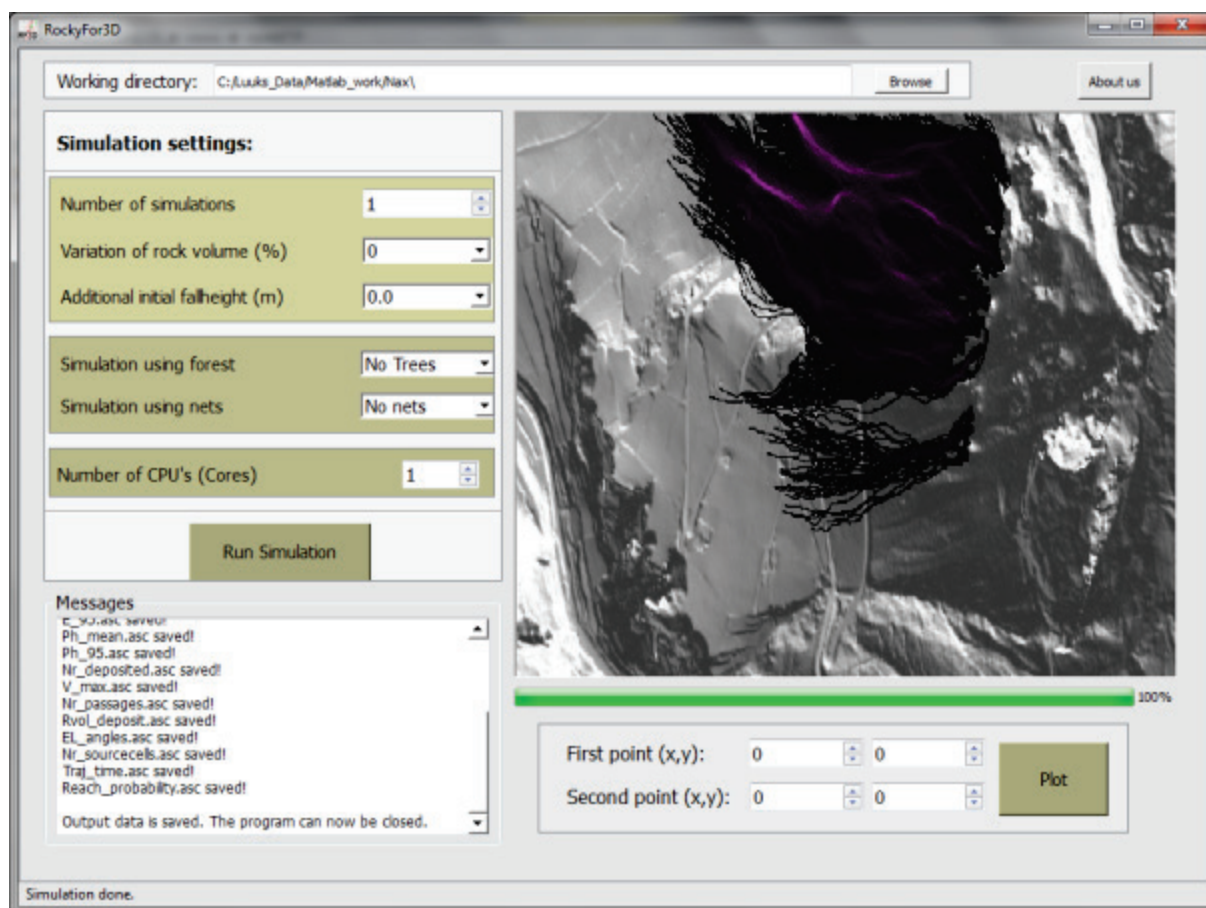 RockyFor3D
Working directory: C:/Luuks_Data/Matlab_work/Nax\ Browse About us
Simulation settings:
Number of simulations 1
Variation of rock volume (%) 0
Additional initial fallheight (m) 0.0
Simulation using forest No Trees
Simulation using nets No nets
Number of CPU's (Cores) 1
Run Simulation
Messages
E_95.asc saved!
Ph_mean.asc saved!
Ph_95.asc saved!
Nr_deposited.asc saved!
V_max.asc saved!
Nr_passages.asc saved!
Rvol_deposit.asc saved!
EL_angles.asc saved!
Nr_sourcecells.asc saved!
Traj_time.asc saved!
Reach_probability.asc saved!
Output data is saved. The program can now be closed.
100%
First point (x,y): 0 0
Second point (x,y): 0 0
Plot
Simulation done.